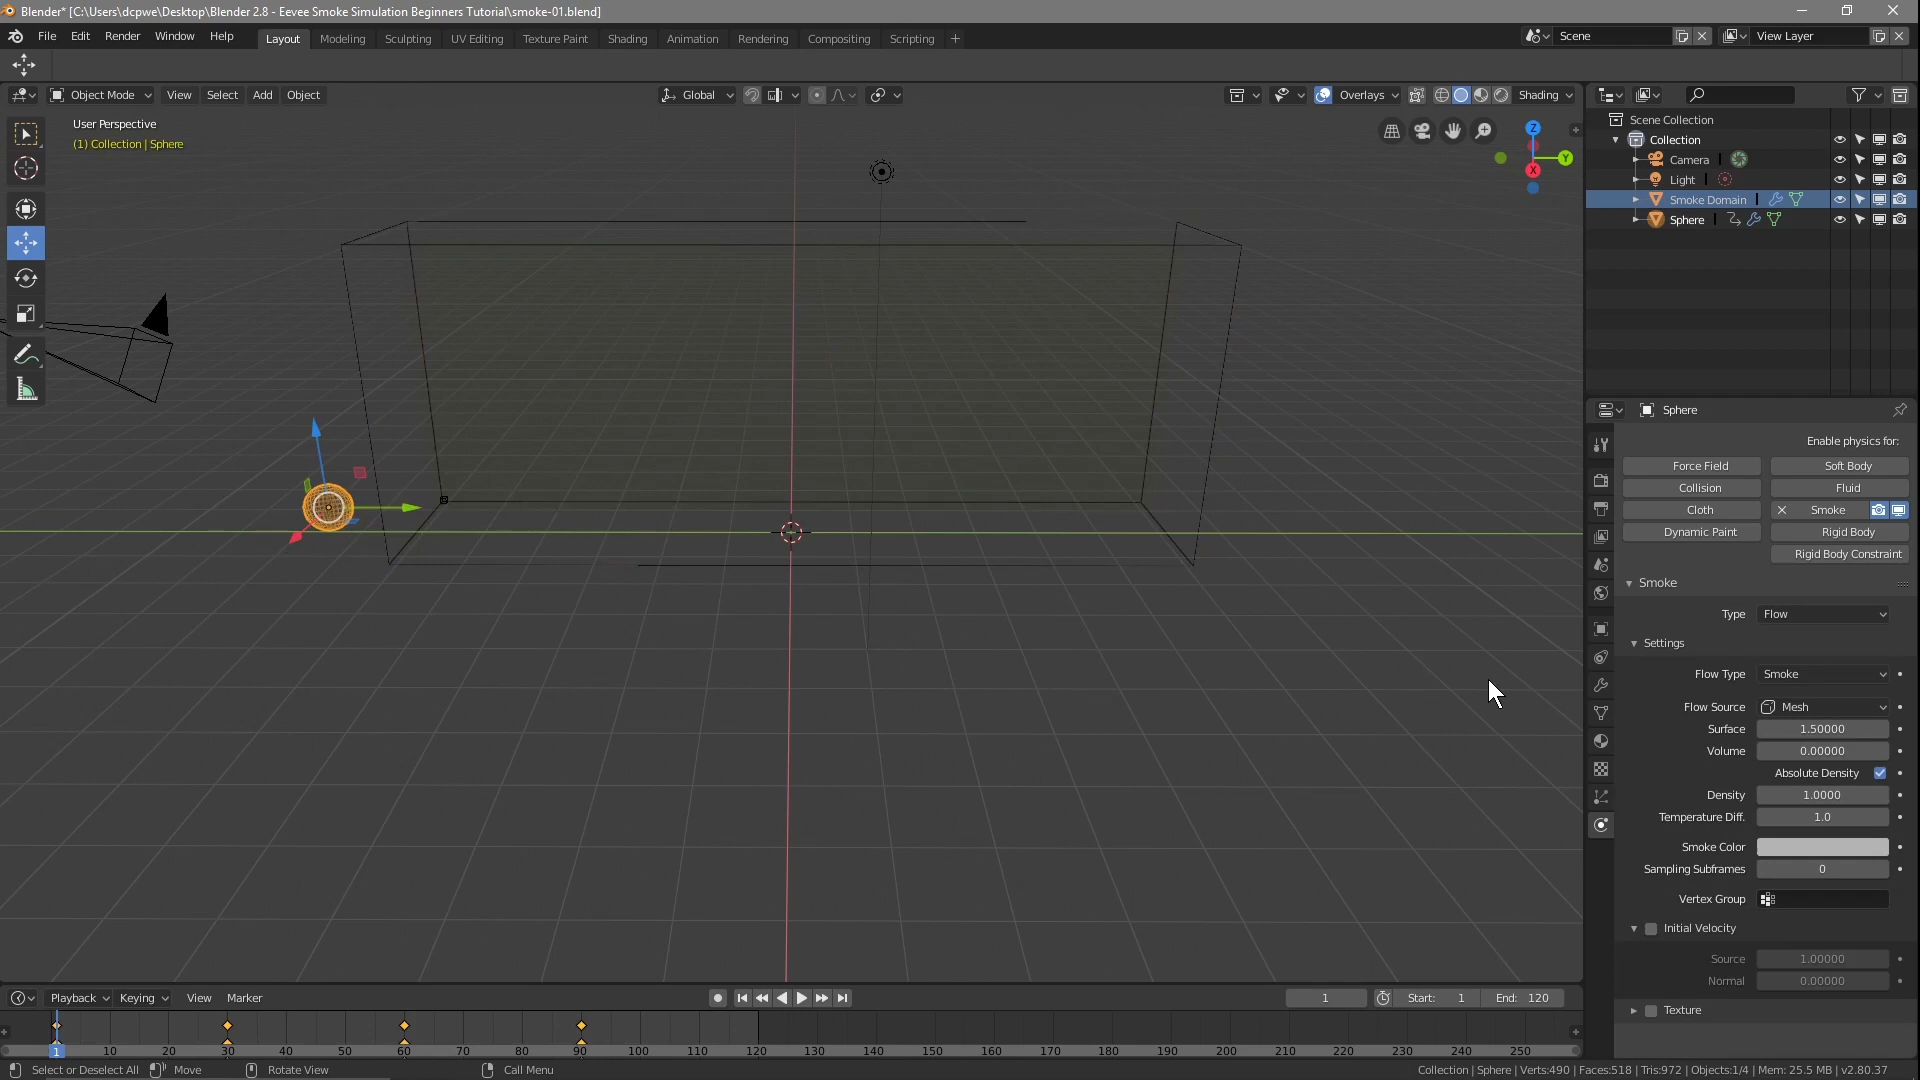 Blender* [C:\Users\dcpwe\Desktop\Blender 2.8 - Eevee Smoke Simulation Beginners Tutorial\smoke-01.blend]
File Edit Render Window Help Layout Modeling Sculpting UV Editing Texture Paint Shading Animation Rendering Compositing Scripting + Scene View Layer
Object Mode View Select Add Object Global Overlays Shading
User Perspective
(1) Collection | Sphere
Z
Y
X
Scene Collection
Collection
Camera
Light
Smoke Domain
Sphere
Sphere
Enable physics for:
Force Field Soft Body
Collision Fluid
Cloth Smoke
Dynamic Paint Rigid Body
Rigid Body Constraint
Smoke
Type Flow
Settings
Flow Type Smoke
Flow Source Mesh
Surface 1.50000
Volume 0.00000
Absolute Density
Density 1.0000
Temperature Diff. 1.0
Smoke Color
Sampling Subframes 0
Vertex Group
Initial Velocity
Source 1.00000
Normal 0.00000
Texture
Playback Keying View Marker 1 Start: 1 End: 120
1 10 20 30 40 50 60 70 80 90 100 110 120 130 140 150 160 170 180 190 200 210 220 230 240 250
Select or Deselect All Move Rotate View Call Menu Collection | Sphere | Verts:490 | Faces:518 | Tris:972 | Objects:1/4 | Mem: 25.5 MB | v2.80.37